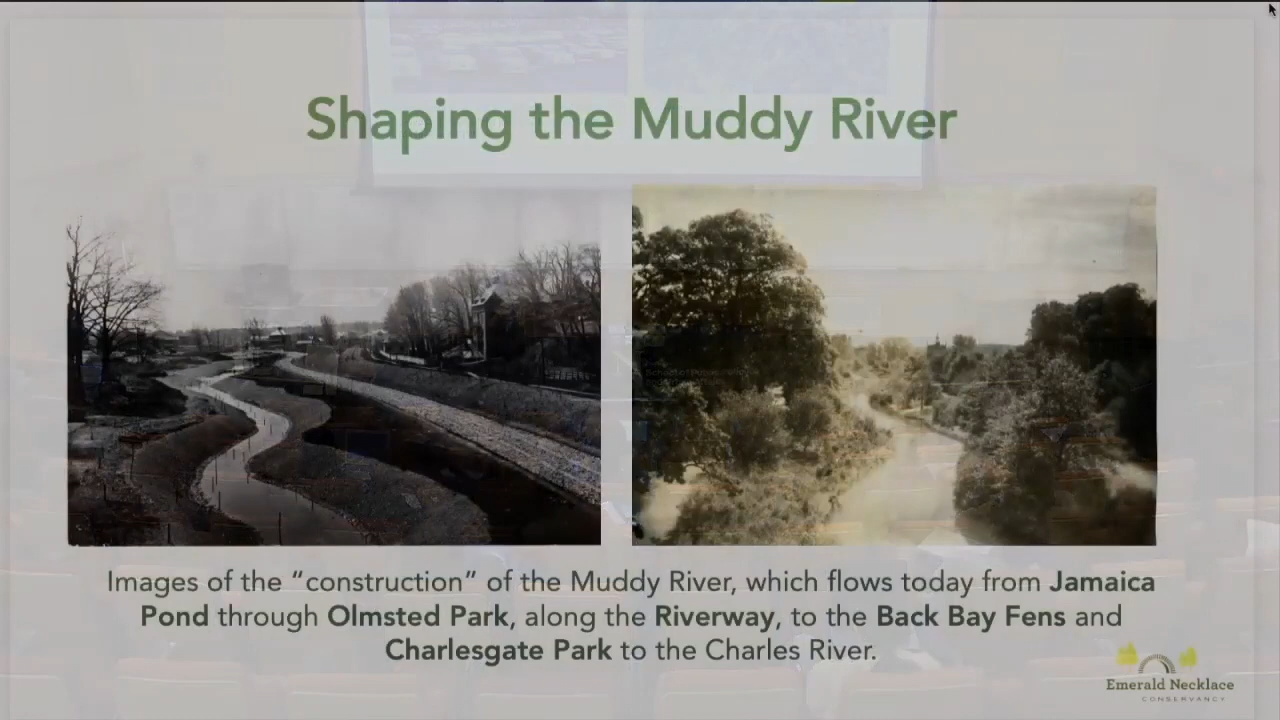 Shaping the Muddy River
Images of the “construction” of the Muddy River, which flows today from Jamaica
Pond through Olmsted Park, along the Riverway, to the Back Bay Fens and
Charlesgate Park to the Charles River.
Emerald Necklace
CONSERVANCY